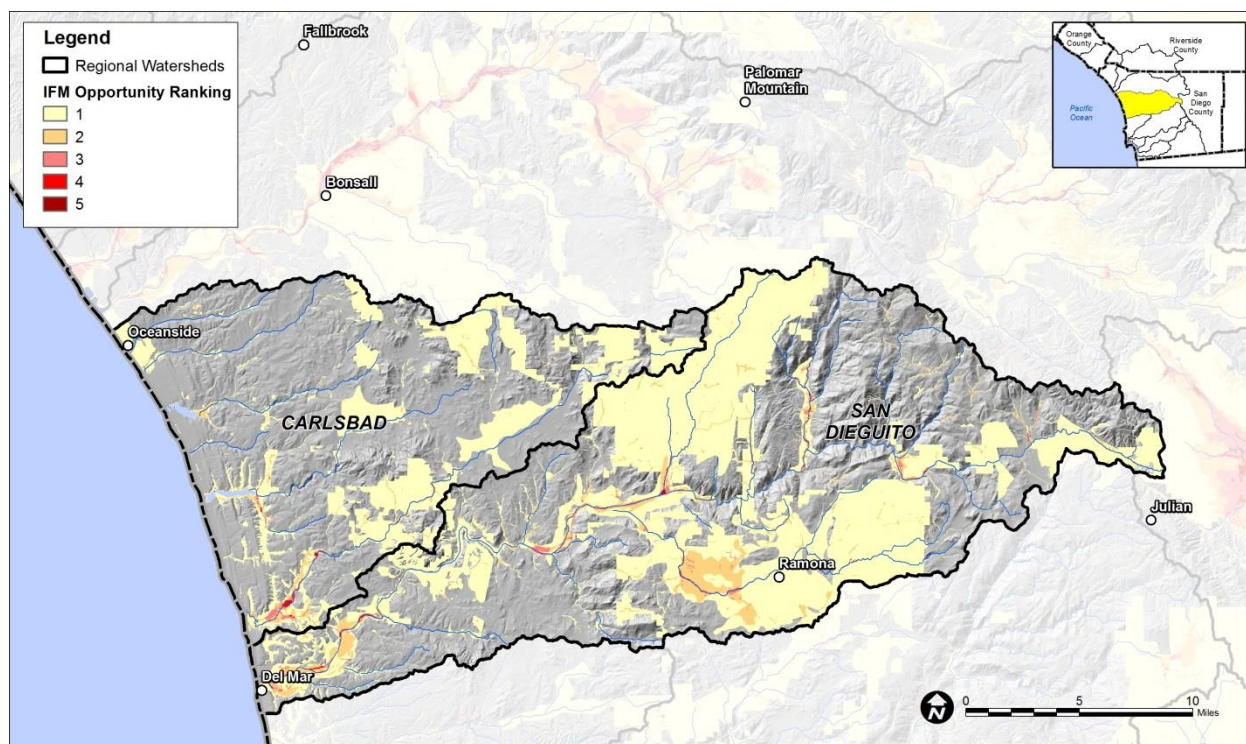 Legend
Regional Watersheds
IFM Opportunity Ranking
1
2
3
4
5
Fallbrook
Palomar
Mountain
Bonsall
Orange
County
Riverside
County
San
Diego
County
Pacific
Ocean
Oceanside
CARLSBAD
SAN
DIEGUITO
Julian
Ramona
Del Mar
N
0
5
10
Miles